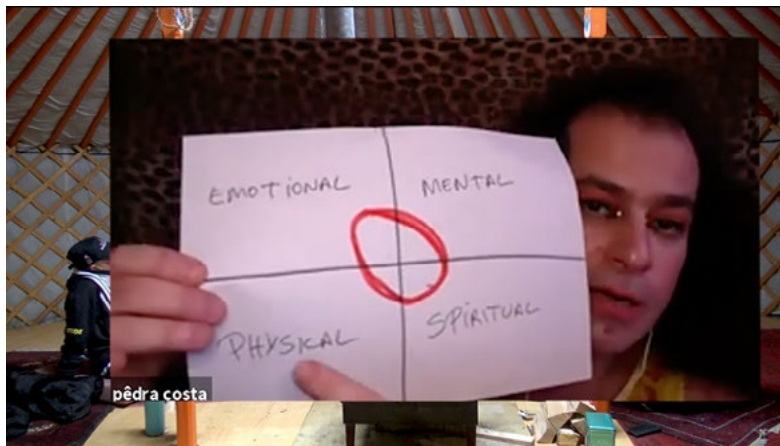 EMOTIONAL
MENTAL
PHYSICAL
SPIRITUAL
pêdra costa